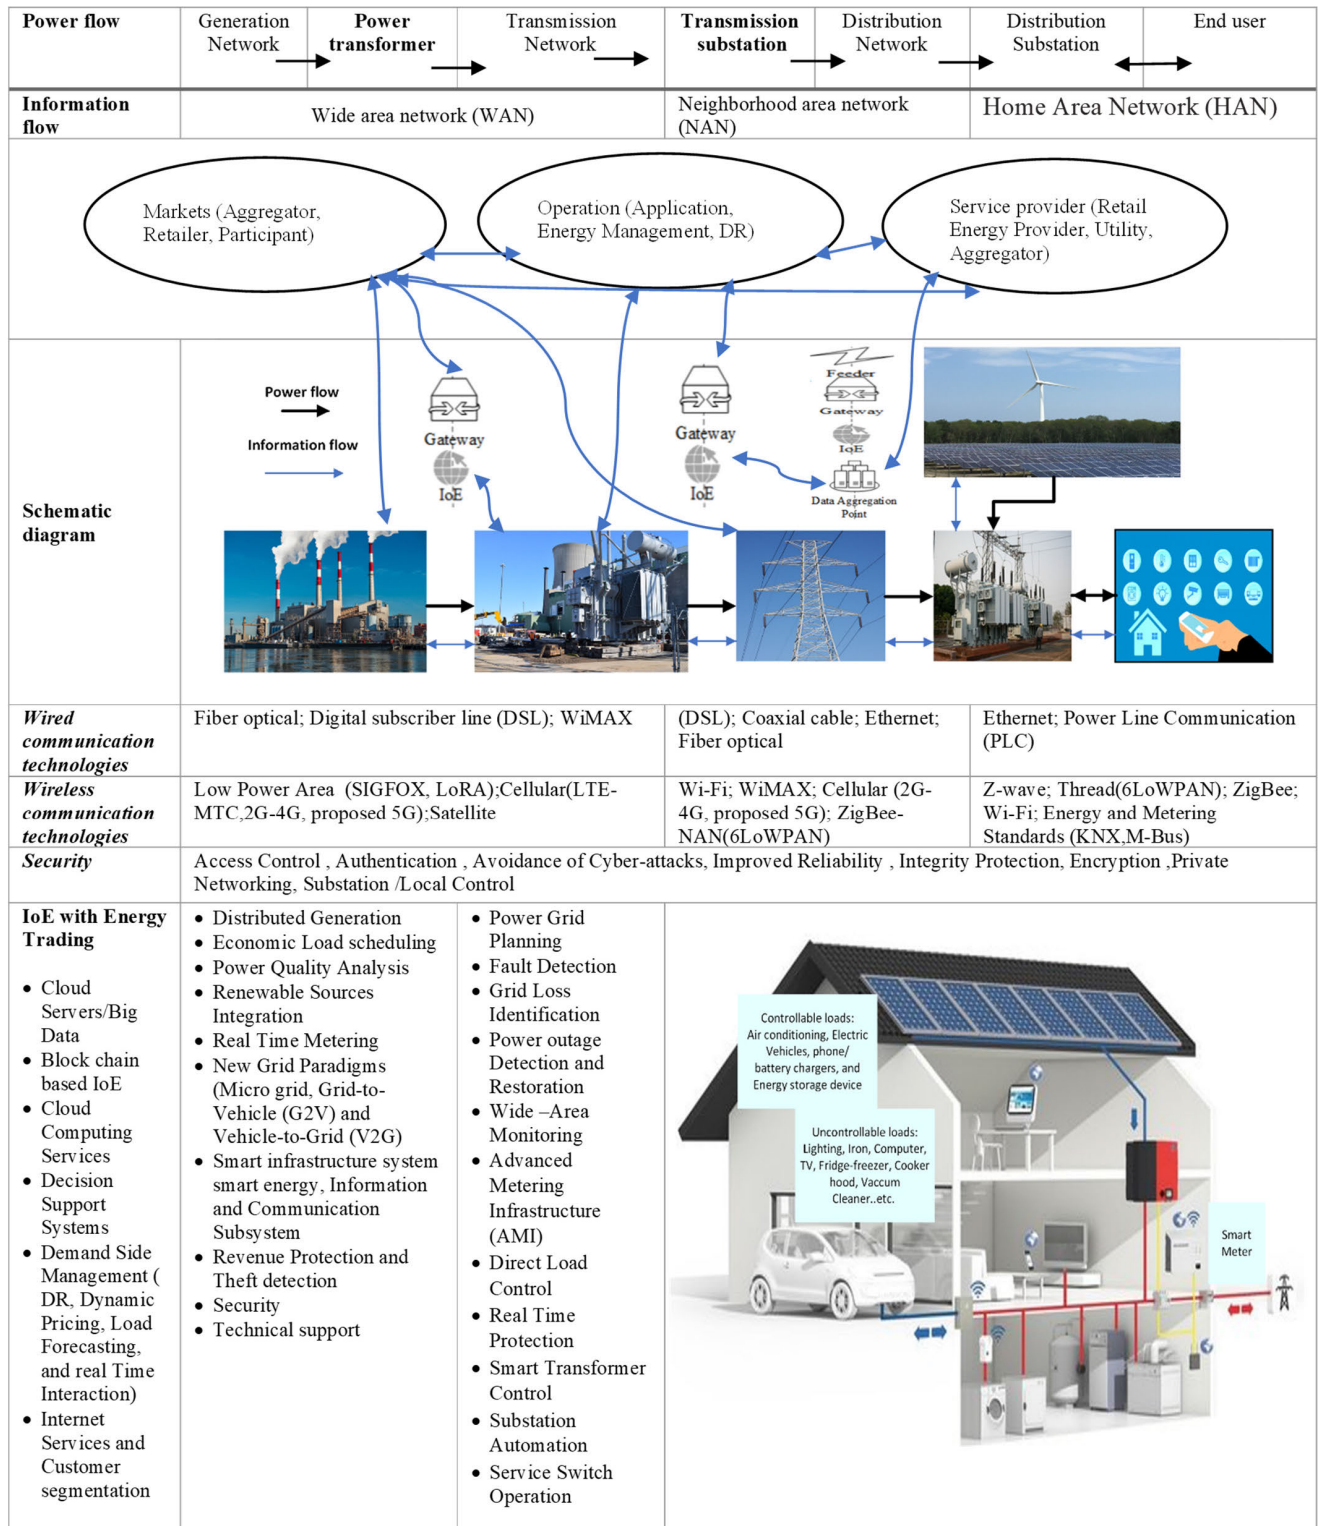 Power flow
Generation
Network
Power
transformer
Transmission
Network
Transmission
substation
Distribution
Network
Distribution
Substation
End user
Information
flow
Wide area network (WAN)
Neighborhood area network
(NAN)
Home Area Network (HAN)
Markets (Aggregator,
Retailer, Participant)
Operation (Application,
Energy Management, DR)
Service provider (Retail
Energy Provider, Utility,
Aggregator)
Schematic
diagram
Power flow
Information flow
Gateway
IoE
Gateway
IoE
Feeder
Gateway
IoE
Data Aggregation
Point
Wired
communication
technologies
Fiber optical; Digital subscriber line (DSL); WiMAX
(DSL); Coaxial cable; Ethernet;
Fiber optical
Ethernet; Power Line Communication
(PLC)
Wireless
communication
technologies
Low Power Area  (SIGFOX, LoRA);Cellular(LTE-
MTC,2G-4G, proposed 5G);Satellite
Wi-Fi; WiMAX; Cellular (2G-
4G, proposed 5G); ZigBee-
NAN(6LoWPAN)
Z-wave; Thread(6LoWPAN); ZigBee;
Wi-Fi; Energy and Metering
Standards (KNX,M-Bus)
Security
Access Control , Authentication , Avoidance of Cyber-attacks, Improved Reliability , Integrity Protection, Encryption ,Private
Networking, Substation /Local Control
IoE with Energy
Trading
• Cloud
Servers/Big
Data
• Block chain
based IoE
• Cloud
Computing
Services
• Decision
Support
Systems
• Demand Side
Management (
DR, Dynamic
Pricing, Load
Forecasting,
and real Time
Interaction)
• Internet
Services and
Customer
segmentation
• Distributed Generation
• Economic Load scheduling
• Power Quality Analysis
• Renewable Sources
Integration
• Real Time Metering
• New Grid Paradigms
(Micro grid, Grid-to-
Vehicle (G2V) and
Vehicle-to-Grid (V2G)
• Smart infrastructure system
smart energy, Information
and Communication
Subsystem
• Revenue Protection and
Theft detection
• Security
• Technical support
• Power Grid
Planning
• Fault Detection
• Grid Loss
Identification
• Power outage
Detection and
Restoration
• Wide –Area
Monitoring
• Advanced
Metering
Infrastructure
(AMI)
• Direct Load
Control
• Real Time
Protection
• Smart Transformer
Control
• Substation
Automation
• Service Switch
Operation
Controllable loads:
Air conditioning, Electric
Vehicles, phone/
battery chargers, and
Energy storage device
Uncontrollable loads:
Lighting, Iron, Computer,
TV, Fridge-freezer, Cooker
hood, Vaccum
Cleaner..etc.
Smart
Meter